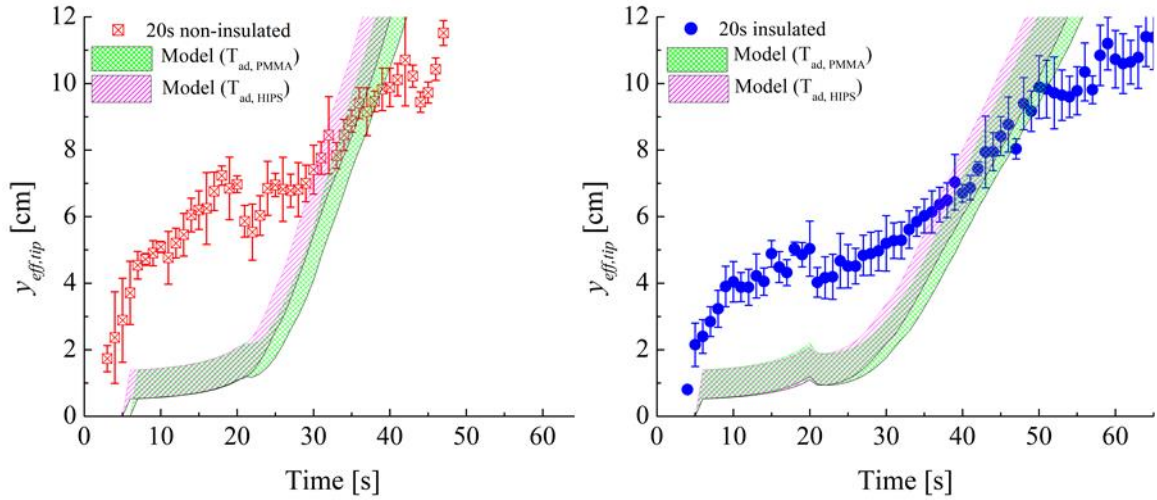 12
10
8
6
4
2
0
y_eff,tip [cm]
20s non-insulated
Model (T_ad, PMMA)
Model (T_ad, HIPS)
0 10 20 30 40 50 60
Time [s]
12
10
8
6
4
2
0
y_eff,tip [cm]
20s insulated
Model (T_ad, PMMA)
Model (T_ad, HIPS)
0 10 20 30 40 50 60
Time [s]